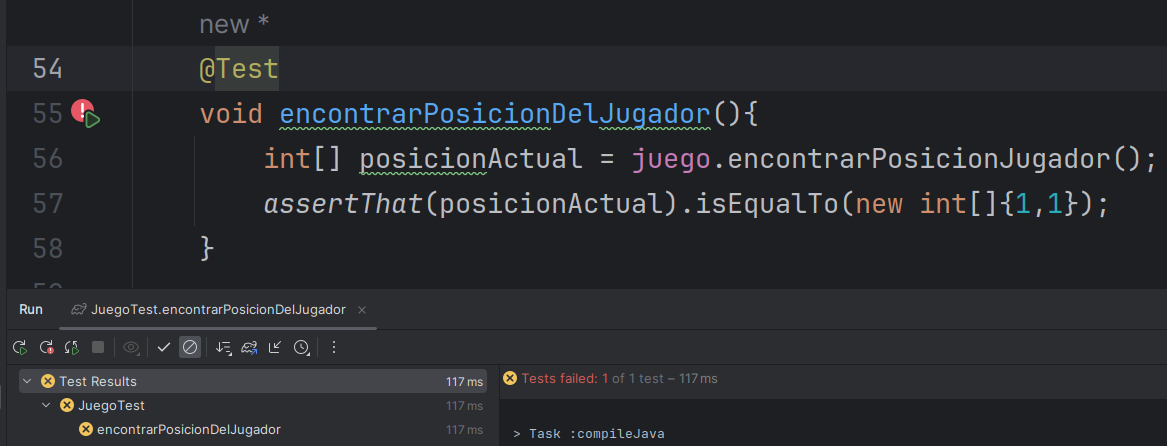 new *
54 @Test
55 void encontrarPosicionDelJugador(){
56 int[] posicionActual = juego.encontrarPosicionJugador();
57 assertThat(posicionActual).isEqualTo(new int[]{1,1});
58 }
Run JuegoTest.encontrarPosicionDelJugador ×
Test Results 117 ms
Tests failed: 1 of 1 test – 117 ms
JuegoTest 117 ms
encontrarPosicionDelJugador 117 ms
> Task :compileJava